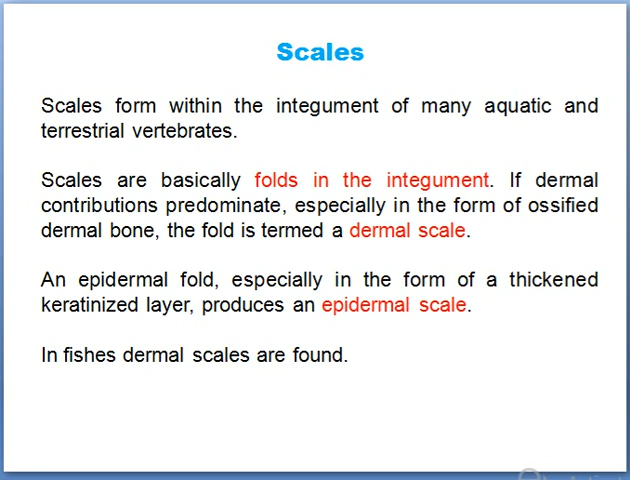 Scales
Scales form within the integument of many aquatic and
terrestrial vertebrates.
Scales are basically folds in the integument. If dermal
contributions predominate, especially in the form of ossified
dermal bone, the fold is termed a dermal scale.
An epidermal fold, especially in the form of a thickened
keratinized layer, produces an epidermal scale.
In fishes dermal scales are found.